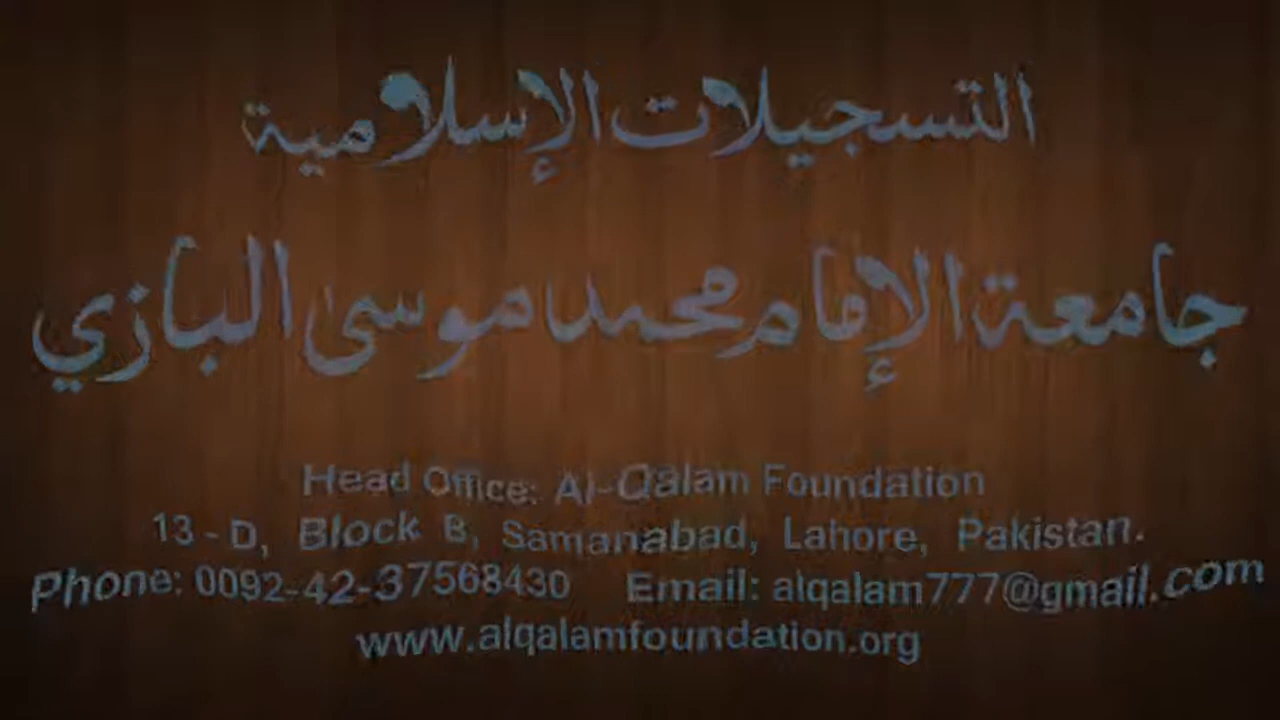 التسجيلات الإسلامية
جامعة الإمام محمد موسى البازي
Head Office: Al-Qalam Foundation
13-D, Block B, Samanabad, Lahore, Pakistan.
Phone: 0092-42-37568430 Email: alqalam777@gmail.com
www.alqalamfoundation.org